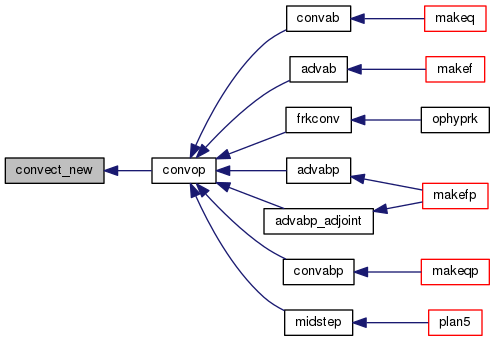 convab
makeq
advab
makef
frkconv
ophyprk
convect_new
convop
advabp
makefp
advabp_adjoint
convabp
makeqp
midstep
plan5